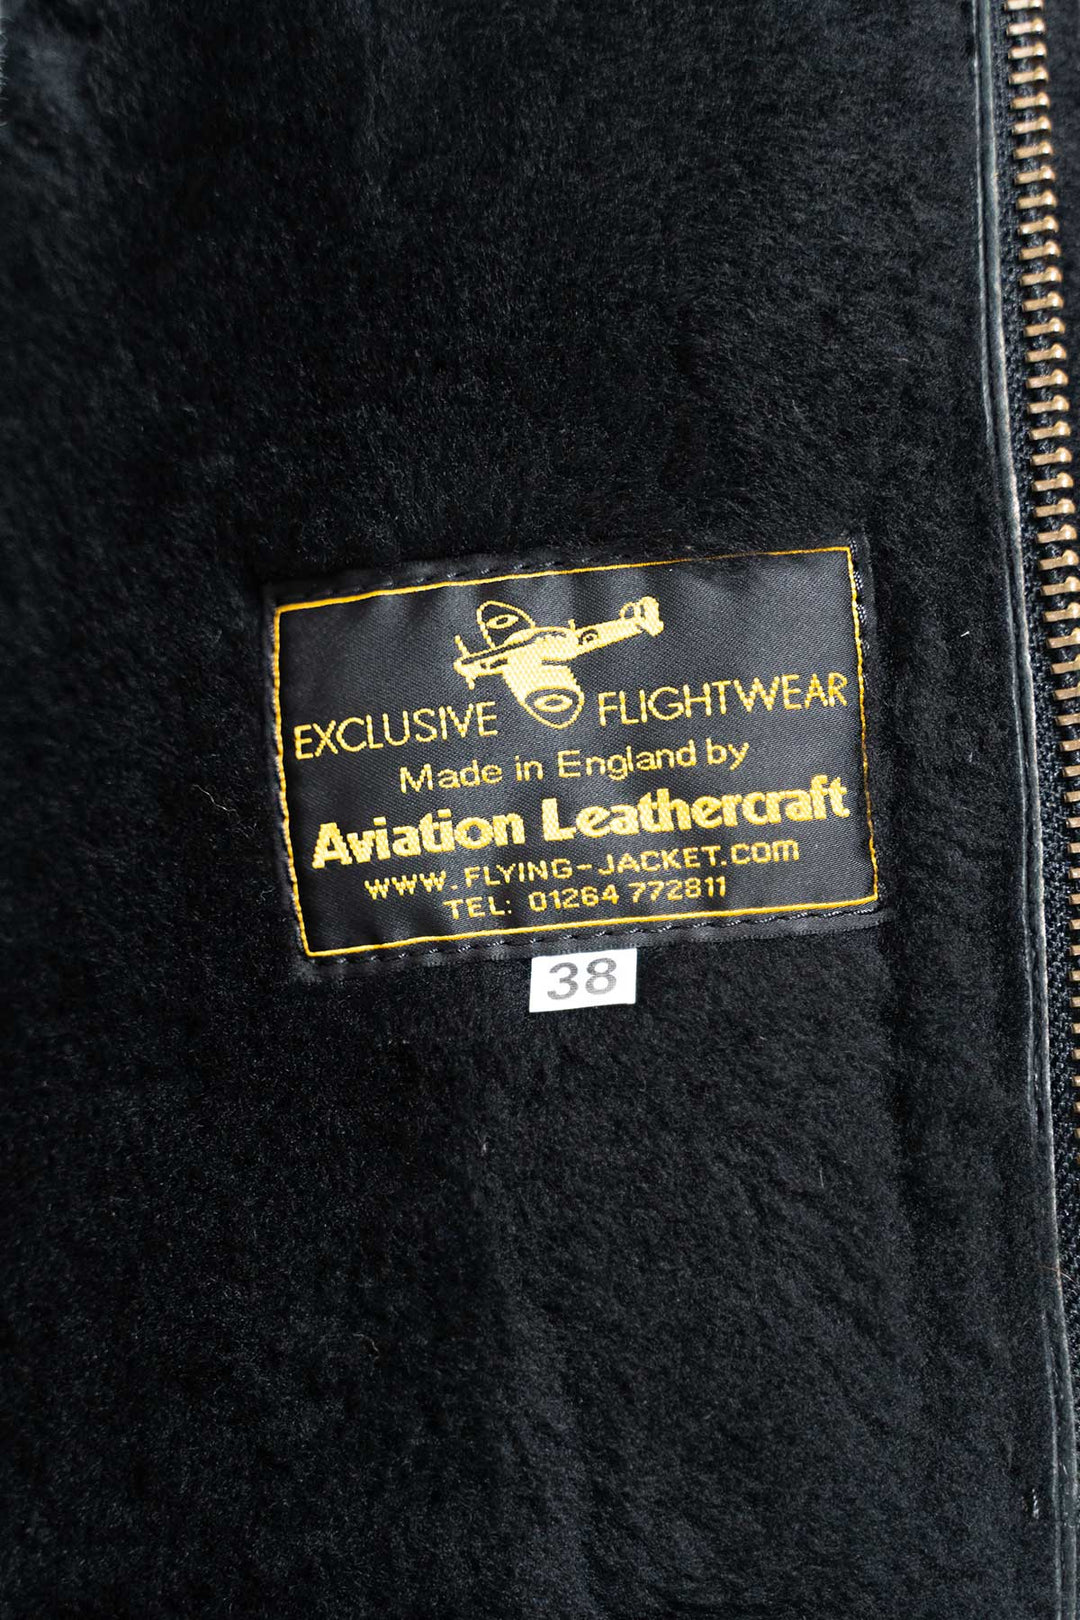 EXCLUSIVE FLIGHTWEAR
Made in England by
Aviation Leathercraft
WWW.FLYING-JACKET.COM
TEL: 01264 772811
38